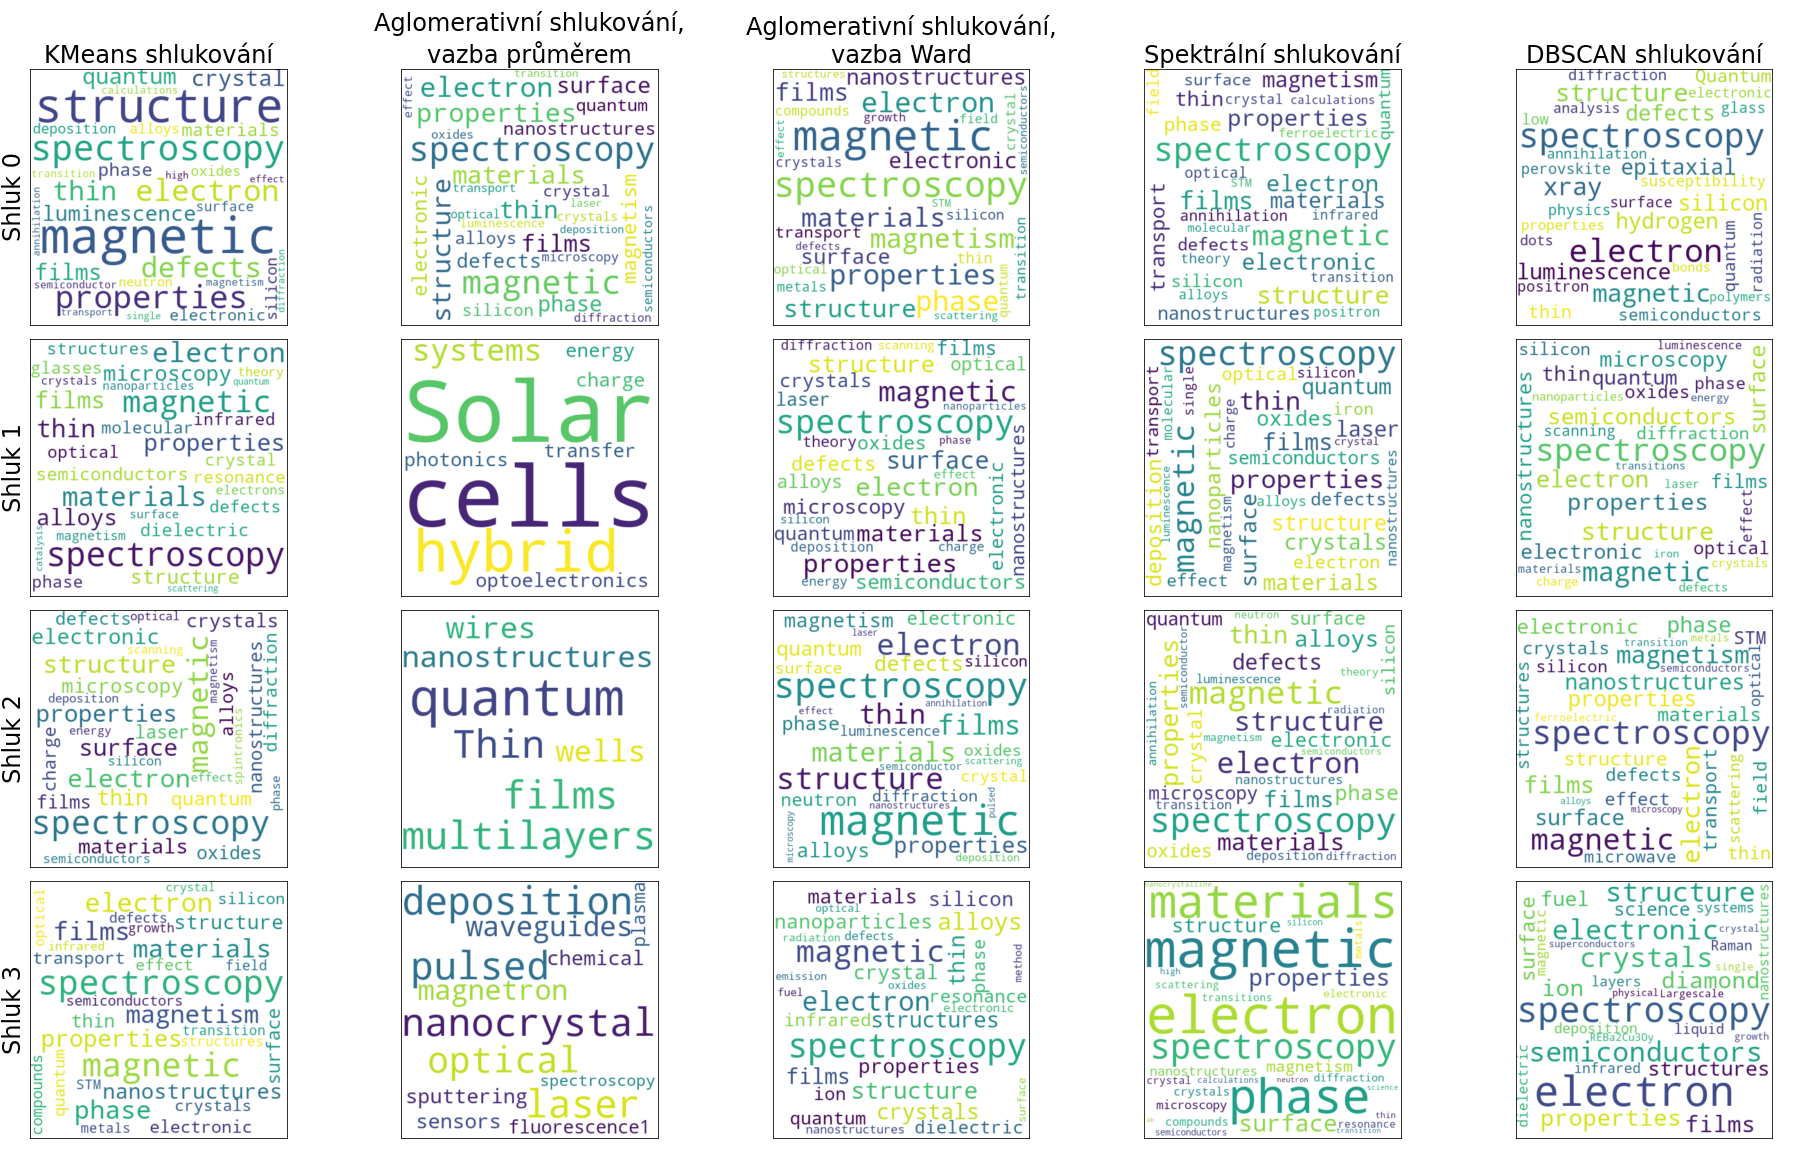 Aglomerativní shlukování,
Aglomerativní shlukování,
KMeans shlukování
vazba průměrem
vazba Ward
Spektrální shlukování
DBSCAN shlukování
Shluk 0
quantum crystal
calculations
structure
deposition alloys materials
spectroscopy
transition phase high oxides effect
thin electron
annihilation
luminescence surface
magnetic
films defects
semiconductor neutron magnetism
properties silicon diffraction
transport single electronic
transition
effect electron surface
properties quantum
oxides nanostructures
spectroscopy
electronic structure materials
transport crystal
optical thin laser crystals magnetism
luminescence deposition semiconductors
alloys films
defects microscopy
magnetic
silicon phase
diffraction
structures nanostructures
films electron
compounds growth field crystal semiconductors
effect magnetic
crystals electronic
spectroscopy
STM
materials silicon
transport magnetism transition
defects
surface thin
optical properties
metals quantum
structure phase
scattering
field surface magnetism quantum
thin crystal calculations
phase properties
ferroelectric
spectroscopy
optical
STM electron
films materials
transport annihilation infrared
molecular
defects magnetic
theory electronic
silicon transition
alloys structure
nanostructures positron
diffraction Quantum
structure electronic
analysis defects glass
low
spectroscopy
annihilation
perovskite epitaxial
xray susceptibility
physics surface silicon
properties hydrogen
dots quantum radiation
electron
luminescence bonds
positron magnetic polymers
thin semiconductors
Shluk 1
structures electron
glasses microscopy theory
crystals nanoparticles quantum
films magnetic
thin molecular infrared
optical properties
crystal
semiconductors resonance
materials electrons
alloys surface defects
catalysis magnetism dielectric
spectroscopy
phase structure
scattering
systems energy
Solar charge
photonics transfer
cells
hybrid
optoelectronics
diffraction scanning films
structure optical
crystals magnetic
laser nanoparticles
spectroscopy
theory oxides phase
defects surface
alloys effect
electron electronic nanostructures
microscopy thin
silicon
quantum materials
deposition charge
properties
energy semiconductors
spectroscopy
transport molecular single optical silicon
quantum
nanoparticles charge thin iron
oxides laser
films crystal
semiconductors
deposition luminescence magnetic properties
magnetism surface alloys defects nanostructures
structure
crystals
electron
effect materials
silicon luminescence
microscopy surface
thin quantum phase
nanoparticles oxides energy
nanostructures semiconductors
scanning diffraction
spectroscopy
transitions
electron laser films
properties effect
structure
electronic iron optical
materials magnetic crystals
charge defects
Shluk 2
defects optical crystals
electronic
scanning
structure magnetic magnetism nanostructures diffraction
microscopy alloys
deposition
properties
energy laser
charge surface spintronics
silicon
electron effect phase
films thin quantum
spectroscopy
materials
semiconductors oxides
wires
nanostructures
quantum
Thin wells
films
multilayers
magnetism electronic
laser
quantum electron
surface defects silicon
spectroscopy
effect annihilation
phase thin films
luminescence
materials oxides
semiconductor scattering
structure crystal
neutron diffraction
nanostructures pulsed
microscopy magnetic
alloys properties
deposition
quantum neutron surface
semiconductor thin alloys silicon
properties defects
luminescence theory
annihilation magnetic
crystal radiation
structure
magnetism electronic
semiconductors
electron
nanostructures
microscopy films phase
transition
spectroscopy
materials
oxides deposition diffraction
electronic phase
transition metals STM
crystals magnetism
silicon semiconductors optical
structures nanostructures
properties
ferroelectric materials
spectroscopy
structure
electron transport scattering field
films defects
alloys effect
surface microscopy
magnetic
microwave thin
Shluk 3
crystal
optical electron silicon
defects
films growth structure
infrared materials
transport effect field
spectroscopy
semiconductors
thin magnetism
transition
properties structures surface
compounds quantum magnetic
STM nanostructures
phase crystals
metals electronic
deposition plasma
waveguides
pulsed chemical
magnetron
nanocrystal
optical
spectroscopy
sputtering laser
sensors fluorescence1
materials silicon
optical
nanoparticles alloys
radiation defects
magnetic thin phase method
emission crystal
fuel oxides
electron resonance
electronic
infrared structures
spectroscopy
properties
films ion structure surface
quantum crystals
nanostructures dielectric
nanocrystalline
materials
structure silicon metals
magnetic
high properties
scattering
transitions electronic
electron
spectroscopy
nanostructures magnetism
crystal calculations neutron diffraction
crystals science
microscopy phase
thin
compounds surface resonance
semiconductors transition
fuel structure
surface magnetic science systems nanostructures
electronic crystal
superconductors Raman
crystals single
ion layers diamond
physical Largescale
spectroscopy
deposition liquid
REBa2Cu3Oy growth
semiconductors
dielectric infrared structures
electron
properties films